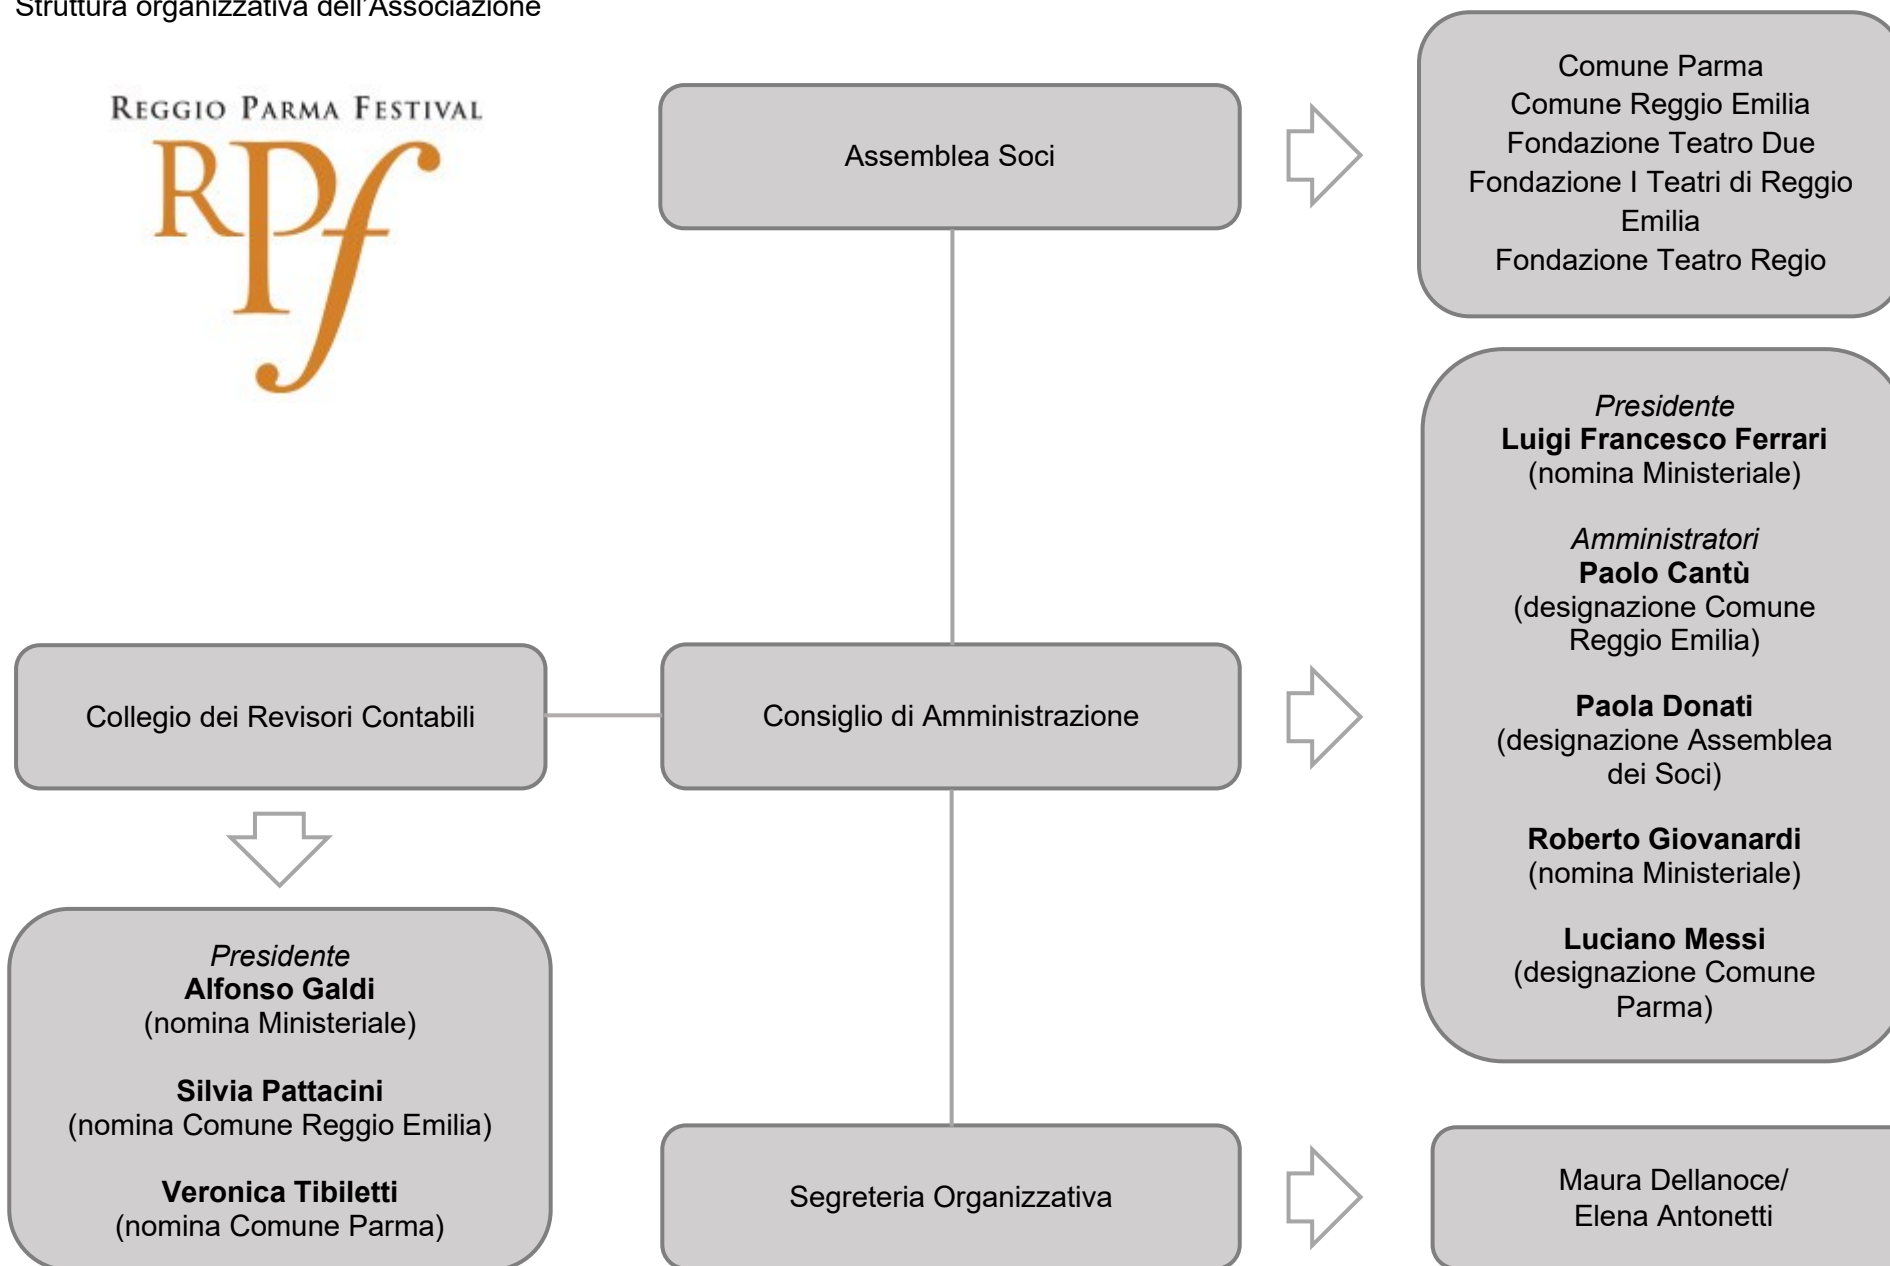 Struttura organizzativa dell'Associazione
REGGIO PARMA FESTIVAL
RPf
Assemblea Soci
Comune Parma
Comune Reggio Emilia
Fondazione Teatro Due
Fondazione I Teatri di Reggio
Emilia
Fondazione Teatro Regio
Collegio dei Revisori Contabili
Consiglio di Amministrazione
Presidente
Luigi Francesco Ferrari
(nomina Ministeriale)
Amministratori
Paolo Cantù
(designazione Comune
Reggio Emilia)
Paola Donati
(designazione Assemblea
dei Soci)
Roberto Giovanardi
(nomina Ministeriale)
Luciano Messi
(designazione Comune
Parma)
Presidente
Alfonso Galdi
(nomina Ministeriale)
Silvia Pattacini
(nomina Comune Reggio Emilia)
Veronica Tibiletti
(nomina Comune Parma)
Segreteria Organizzativa
Maura Dellanoce/
Elena Antonetti